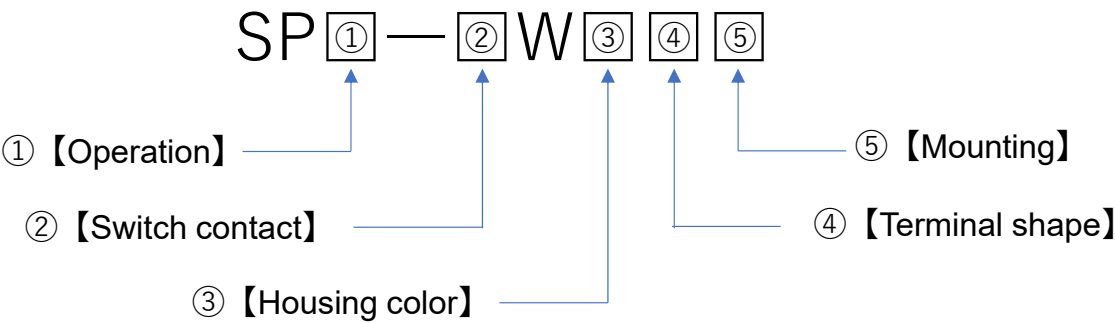 SP①—②W③④⑤
①【Operation】
⑤【Mounting】
②【Switch contact】
④【Terminal shape】
③【Housing color】